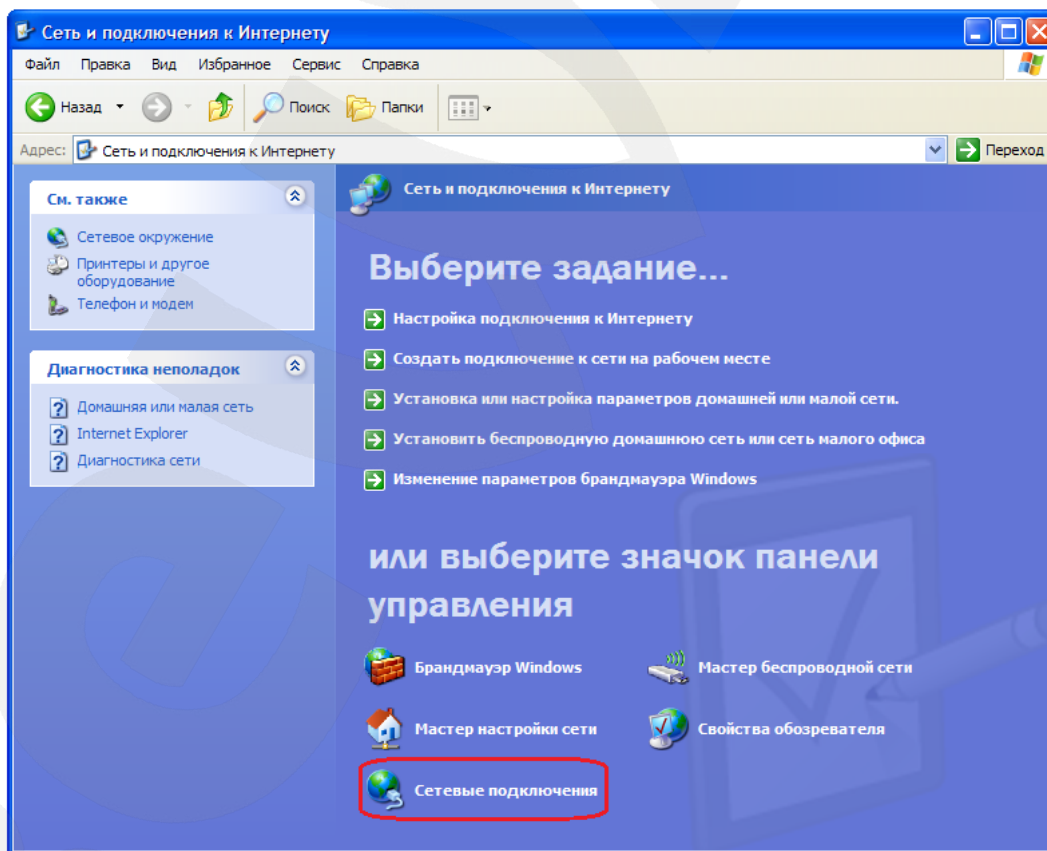 Сеть и подключения к Интернету
Файл Правка Вид Избранное Сервис Справка
Назад Поиск Папки
Адрес: Сеть и подключения к Интернету Переход
См. также
Сетевое окружение
Принтеры и другое
оборудование
Телефон и модем
Диагностика неполадок
Домашняя или малая сеть
Internet Explorer
Диагностика сети
Сеть и подключения к Интернету
Выберите задание...
Настройка подключения к Интернету
Создать подключение к сети на рабочем месте
Установка или настройка параметров домашней или малой сети.
Установить беспроводную домашнюю сеть или сеть малого офиса
Изменение параметров брандмауэра Windows
или выберите значок панели
управления
Брандмауэр Windows
Мастер беспроводной сети
Мастер настройки сети
Свойства обозревателя
Сетевые подключения